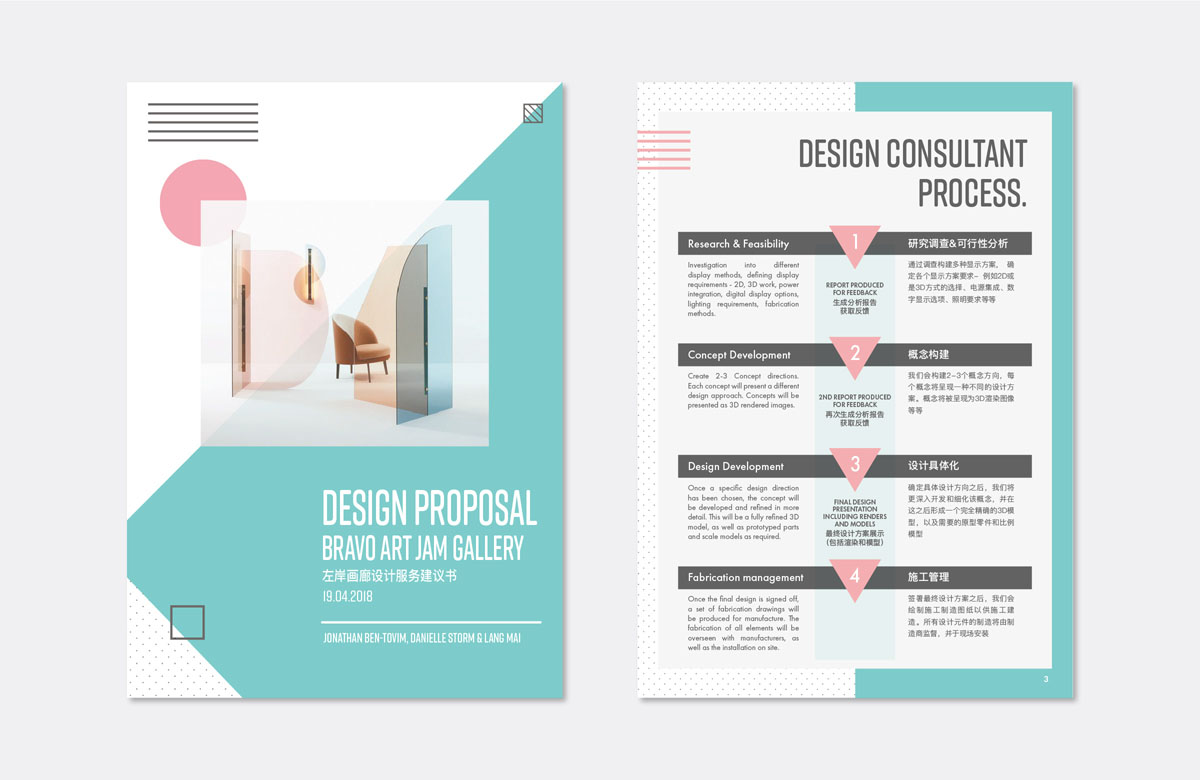 DESIGN PROPOSAL
BRAVO ART JAM GALLERY
左岸画廊设计服务建议书
19.04.2018
JONATHAN BEN-TOVIM, DANIELLE STORM & LANG MAI
DESIGN CONSULTANT
PROCESS.
Research & Feasibility
1
研究调查&可行性分析
Investigation into different
display methods, defining display
requirements - 2D, 3D work, power
integration, digital display options,
lighting requirements, fabrication
methods.
REPORT PRODUCED
FOR FEEDBACK
生成分析报告
获取反馈
通过调查构建多种显示方案， 确
定各个显示方案要求- 例如2D或
是3D方式的选择、电源集成、数
字显示选项、照明要求等等
Concept Development
2
概念构建
Create 2-3 Concept directions.
Each concept will present a different
design approach. Concepts will be
presented as 3D rendered images.
2ND REPORT PRODUCED
FOR FEEDBACK
再次生成分析报告
获取反馈
我们会构建2-3个概念方向，每
个概念将呈现一种不同的设计方
案。概念将被呈现为3D渲染图像
等等
Design Development
3
设计具体化
Once a specific design direction
has been chosen, the concept will
be developed and refined in more
detail. This will be a fully refined 3D
model, as well as prototyped parts
and scale models as required.
FINAL DESIGN
PRESENTATION
INCLUDING RENDERS
AND MODELS
最终设计方案展示
（包括渲染和模型）
确定具体设计方向之后，我们将
更深入开发和细化该概念，并在
这之后形成一个完全精确的3D模
型，以及需要的原型零件和比例
模型
Fabrication management
4
施工管理
Once the final design is signed off,
a set of fabrication drawings will
be produced for manufacture. The
fabrication of all elements will be
overseen with manufacturers, as
well as the installation on site.
签署最终设计方案之后，我们会
绘制施工制造图纸以供施工建
造。所有设计元件的制造将由制
造商监督，并于现场安装
3